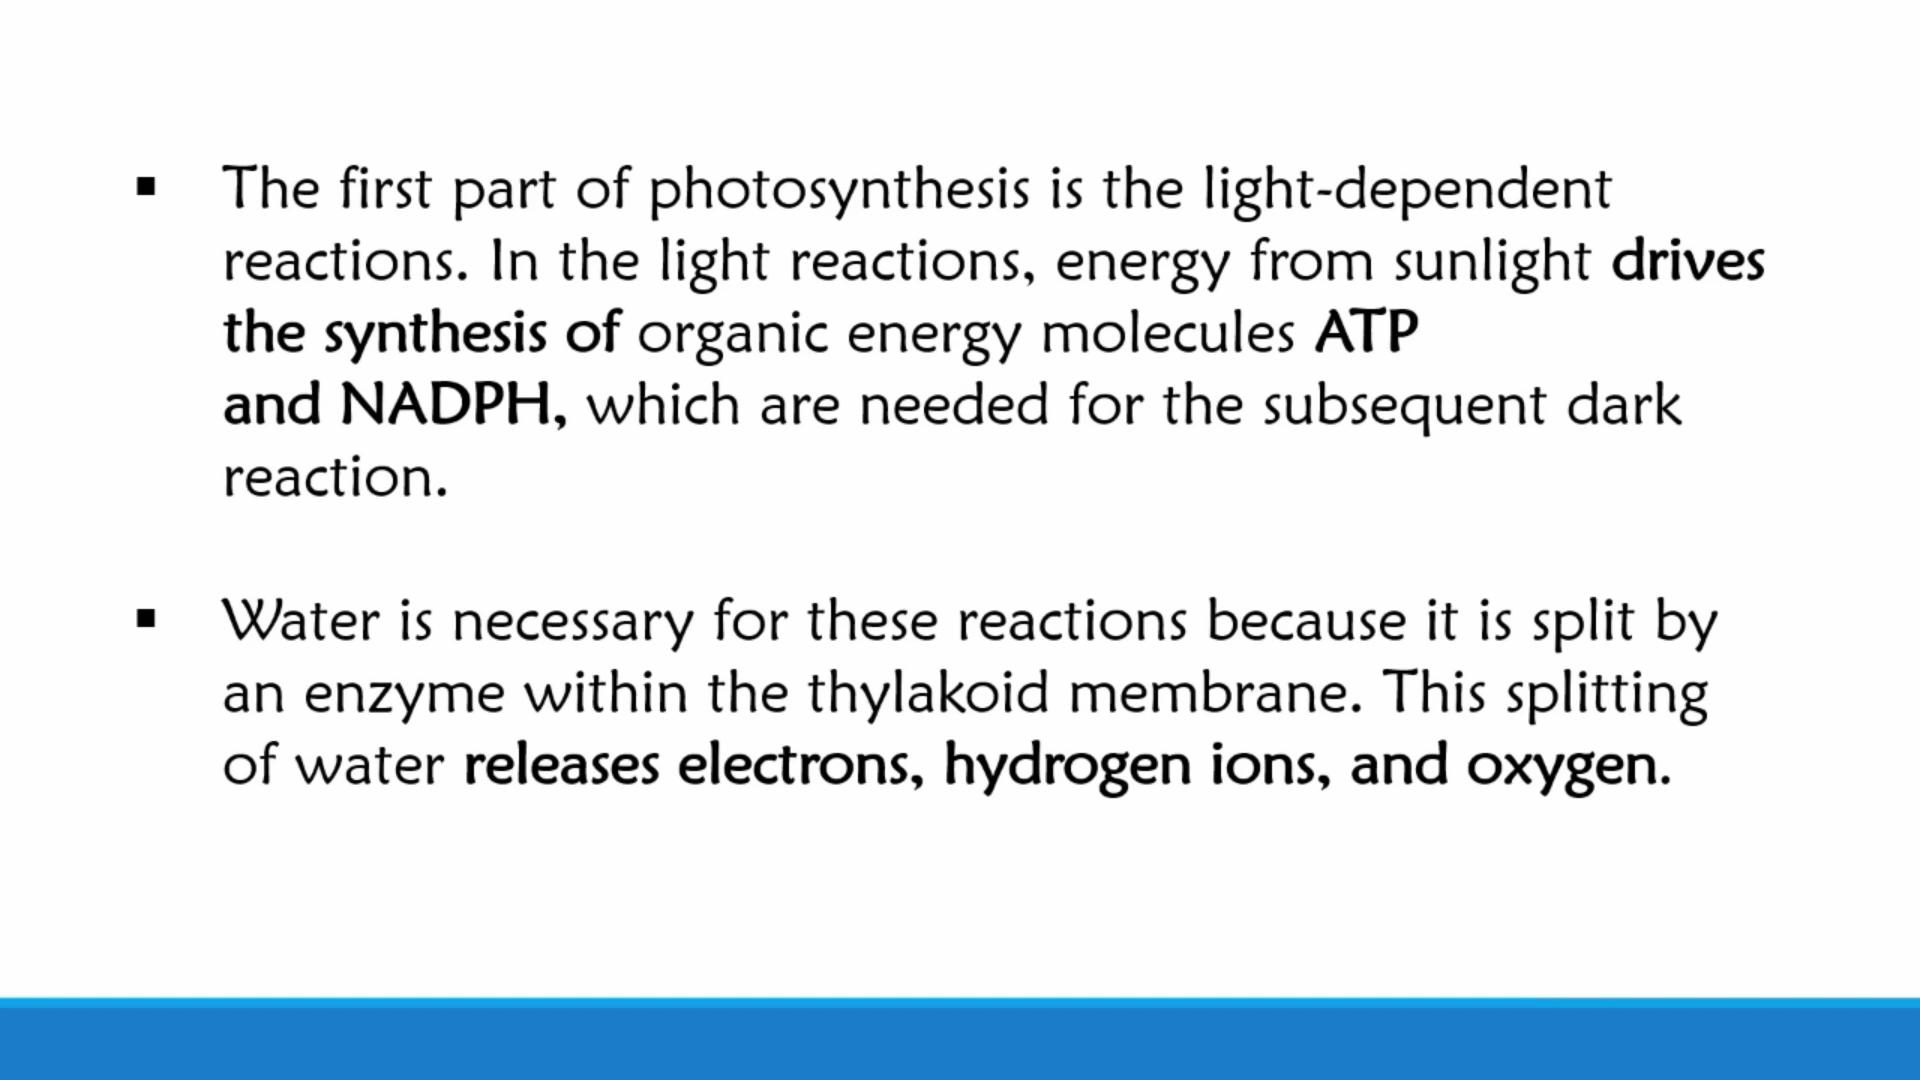 ▪ The first part of photosynthesis is the light-dependent
reactions. In the light reactions, energy from sunlight drives
the synthesis of organic energy molecules ATP
and NADPH, which are needed for the subsequent dark
reaction.
▪ Water is necessary for these reactions because it is split by
an enzyme within the thylakoid membrane. This splitting
of water releases electrons, hydrogen ions, and oxygen.